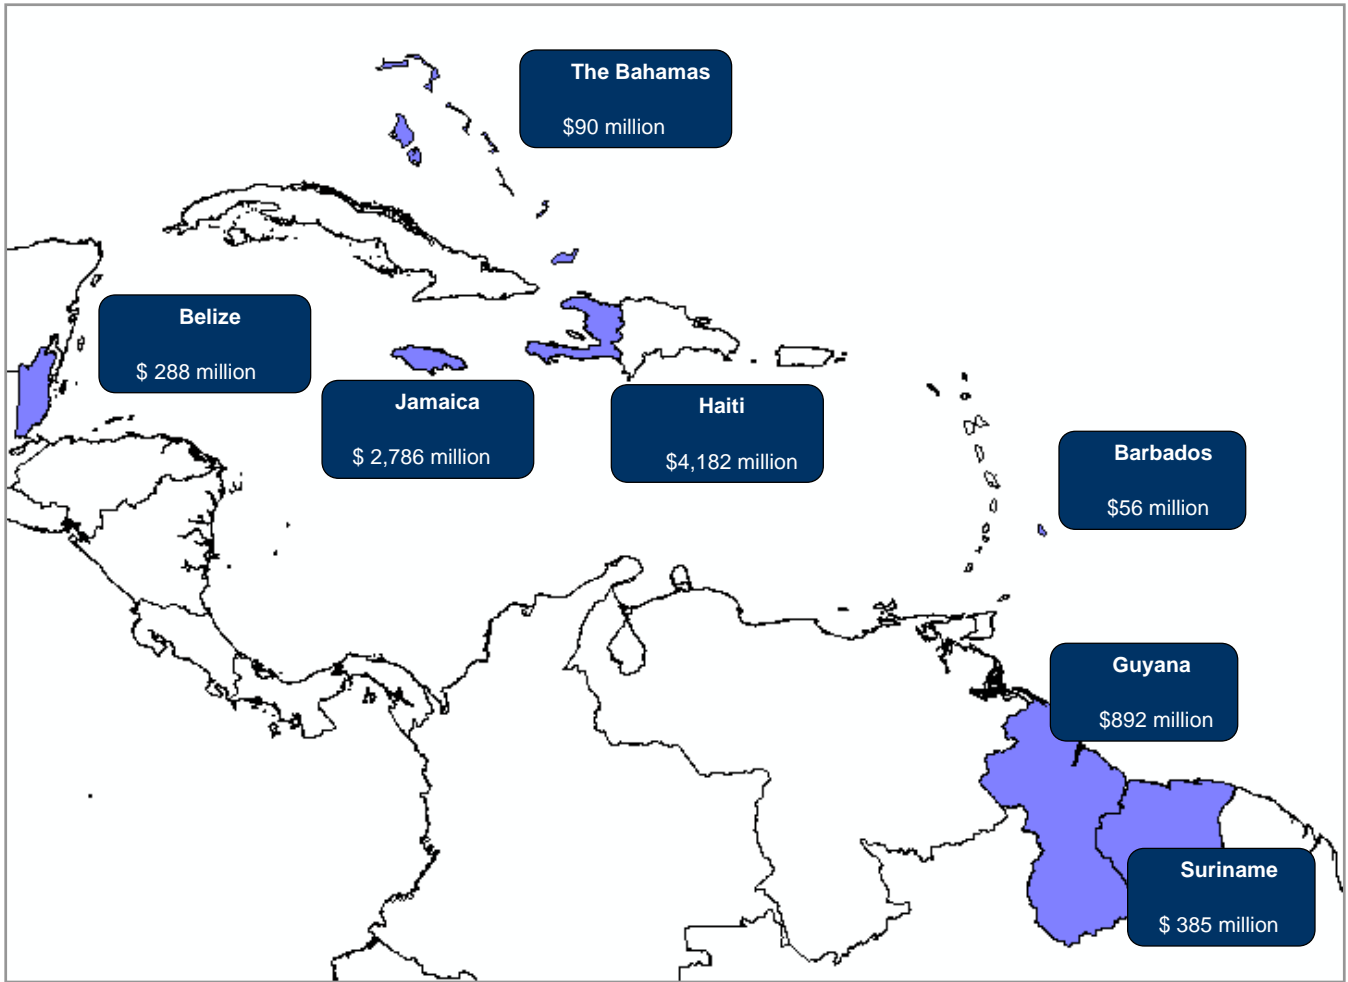 The Bahamas
$90 million
Belize
$ 288 million
Jamaica
$ 2,786 million
Haiti
$4,182 million
Barbados
$56 million
Guyana
$892 million
Suriname
$ 385 million